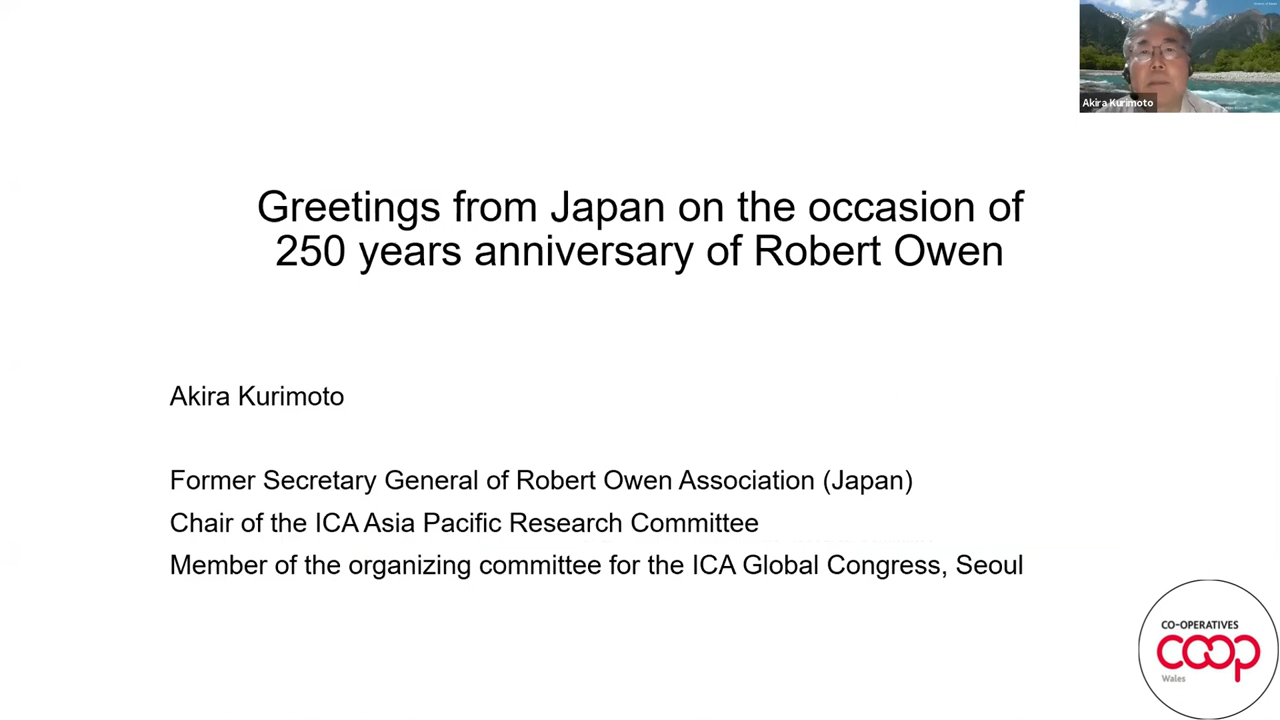 Akira Kurimoto
Greetings from Japan on the occasion of
250 years anniversary of Robert Owen
Akira Kurimoto
Former Secretary General of Robert Owen Association (Japan)
Chair of the ICA Asia Pacific Research Committee
Member of the organizing committee for the ICA Global Congress, Seoul
CO-OPERATIVES
coop
Wales